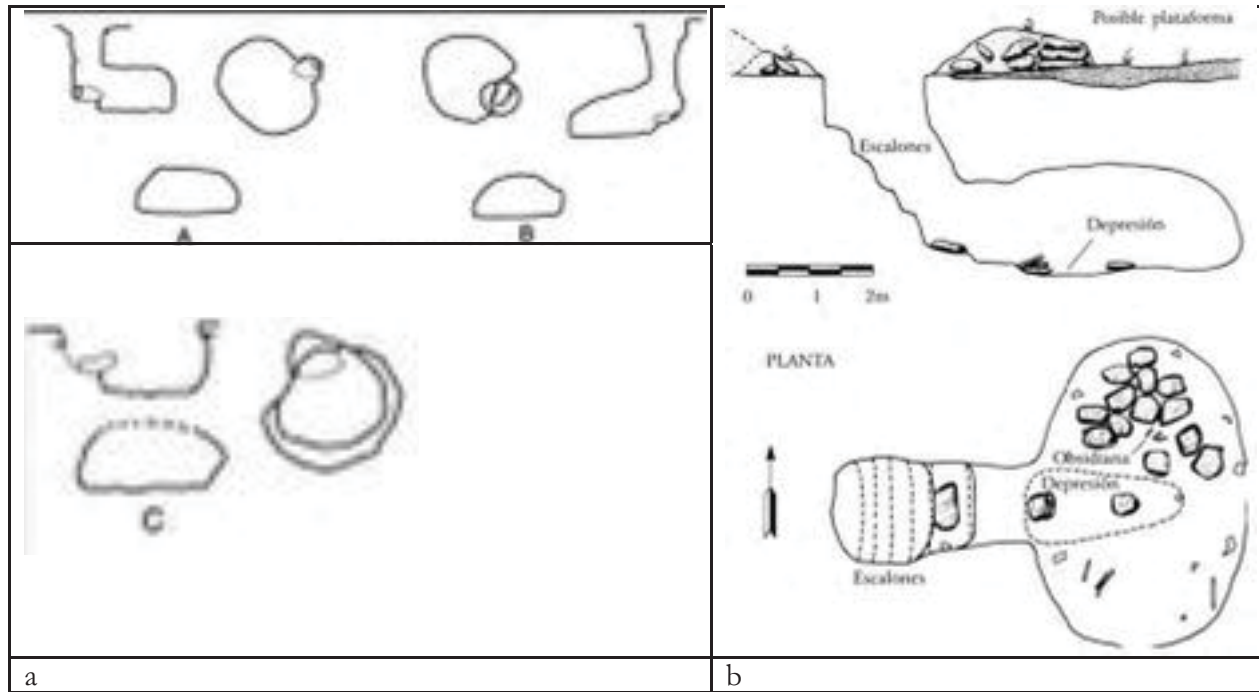 A
B
C
a
Posible plataforma
Escalones
Depresión
0 1 2m
PLANTA
Obsidiana
Depresión
Escalones
b